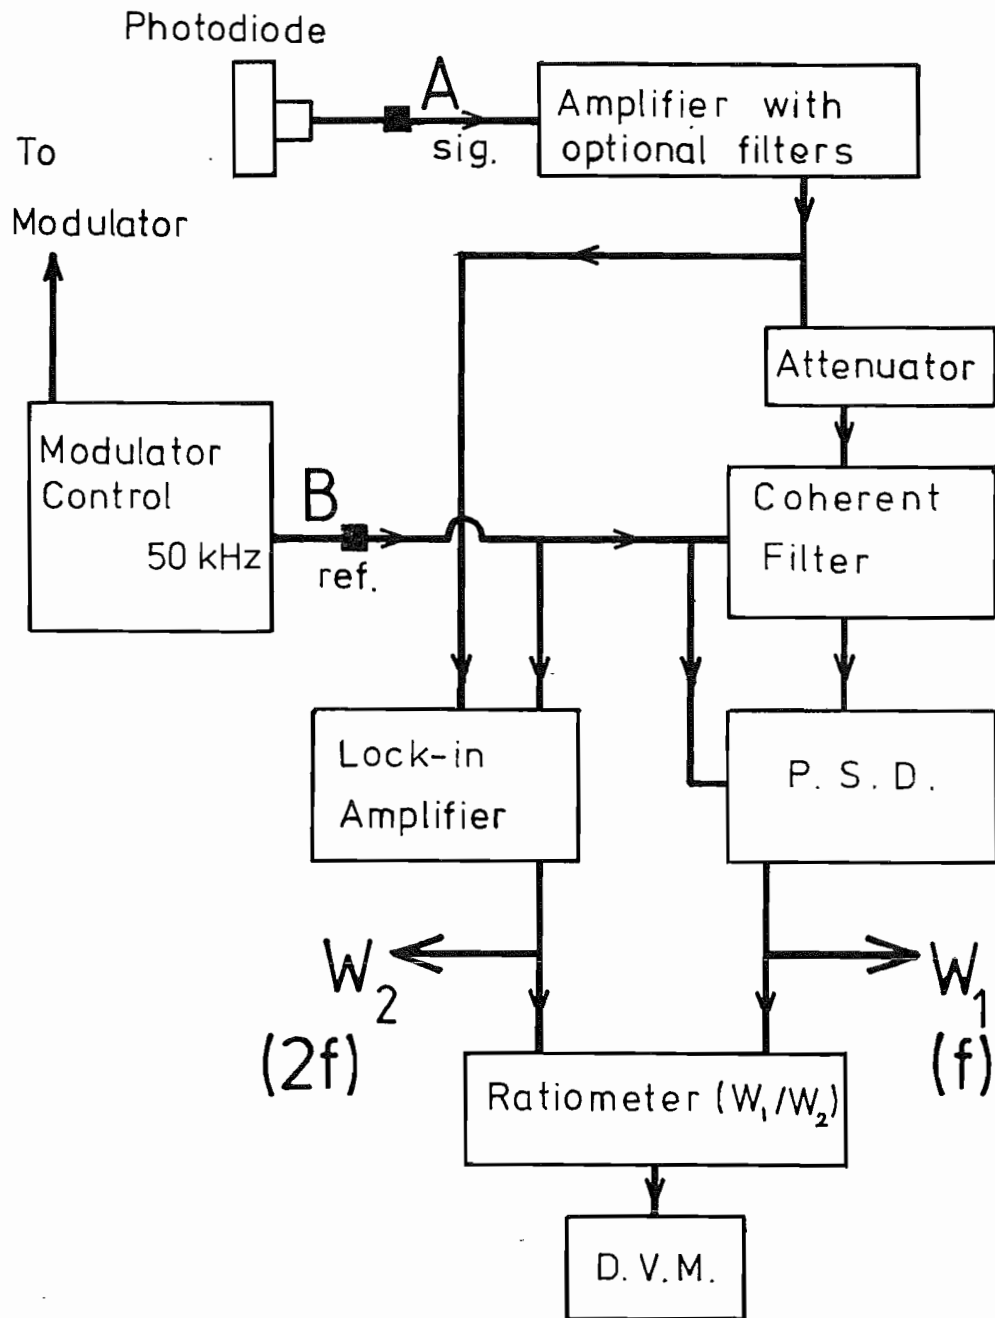 Photodiode
A
sig.
Amplifier with
optional filters
To
Modulator
Attenuator
Modulator
Control
50 kHz
B
ref.
Coherent
Filter
Lock-in
Amplifier
P. S. D.
W2
(2f)
W1
(f)
Ratiometer (W1/W2)
D. V. M.